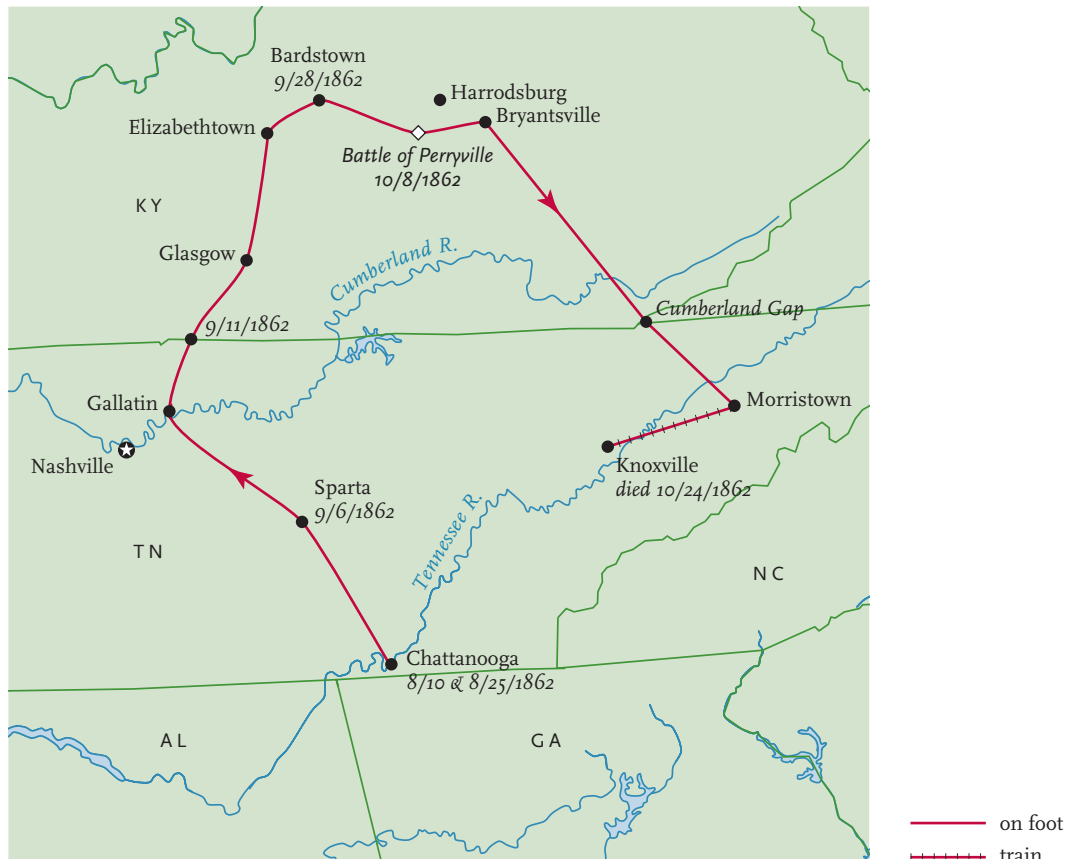 Bardstown
9/28/1862
Harrodsburg
Bryantsville
Elizabethtown
Battle of Perryville
10/8/1862
KY
Glasgow
Cumberland R.
9/11/1862
Cumberland Gap
Gallatin
Morristown
Nashville
Knoxville
died 10/24/1862
Sparta
9/6/1862
Tennessee R.
TN
NC
Chattanooga
8/10 & 8/25/1862
AL
GA
on foot
train